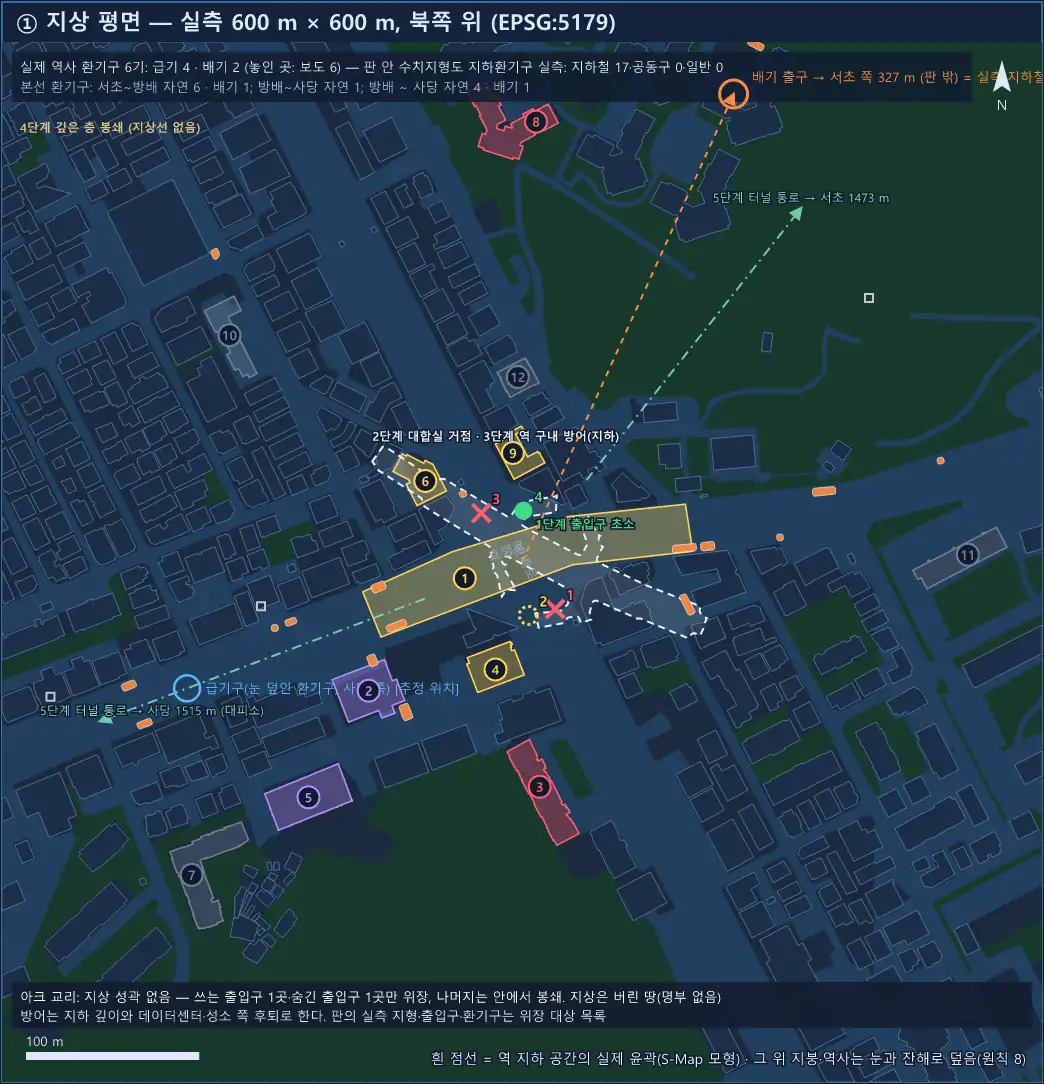 ① 지상 평면 — 실측 600 m × 600 m, 북쪽 위 (EPSG:5179)
실제 역사 환기구 6기: 급기 4 · 배기 2 (놓인 곳: 보도 6) — 판 안 수치지형도 지하환기구 실측: 지하철 17·공동구 0·일반 0
본선 환기구: 서초~방배 자연 6 · 배기 1; 방배~사당 자연 1; 방배 ~ 사당 자연 4 · 배기 1
배기 출구 → 서초 쪽 327 m (판 밖) = 실측 지하철
N
4단계 깊은 층 봉쇄 (지상선 없음)
8
5단계 터널 통로 → 서초 1473 m
10
12
2단계 대합실 거점 · 3단계 역 구내 방어(지하)
9
6
3
4
1단계 출입구 초소
11
1
2
1
4
2
급기구(눈 덮안 환기구, 사당 쪽) [추정 위치]
5단계 터널 통로 → 사당 1515 m (대피소)
3
5
7
아크 교리: 지상 성곽 없음 — 쓰는 출입구 1곳·숨긴 출입구 1곳만 위장, 나머지는 안에서 봉쇄. 지상은 버린 땅(명부 없음)
방어는 지하 깊이와 데이터센터·성소 쪽 후퇴로 한다. 판의 실측 지형·출입구·환기구는 위장 대상 목록
100 m
흰 점선 = 역 지하 공간의 실제 윤곽(S-Map 모형) · 그 위 지붕·역사는 눈과 잔해로 덮음(원칙 8)